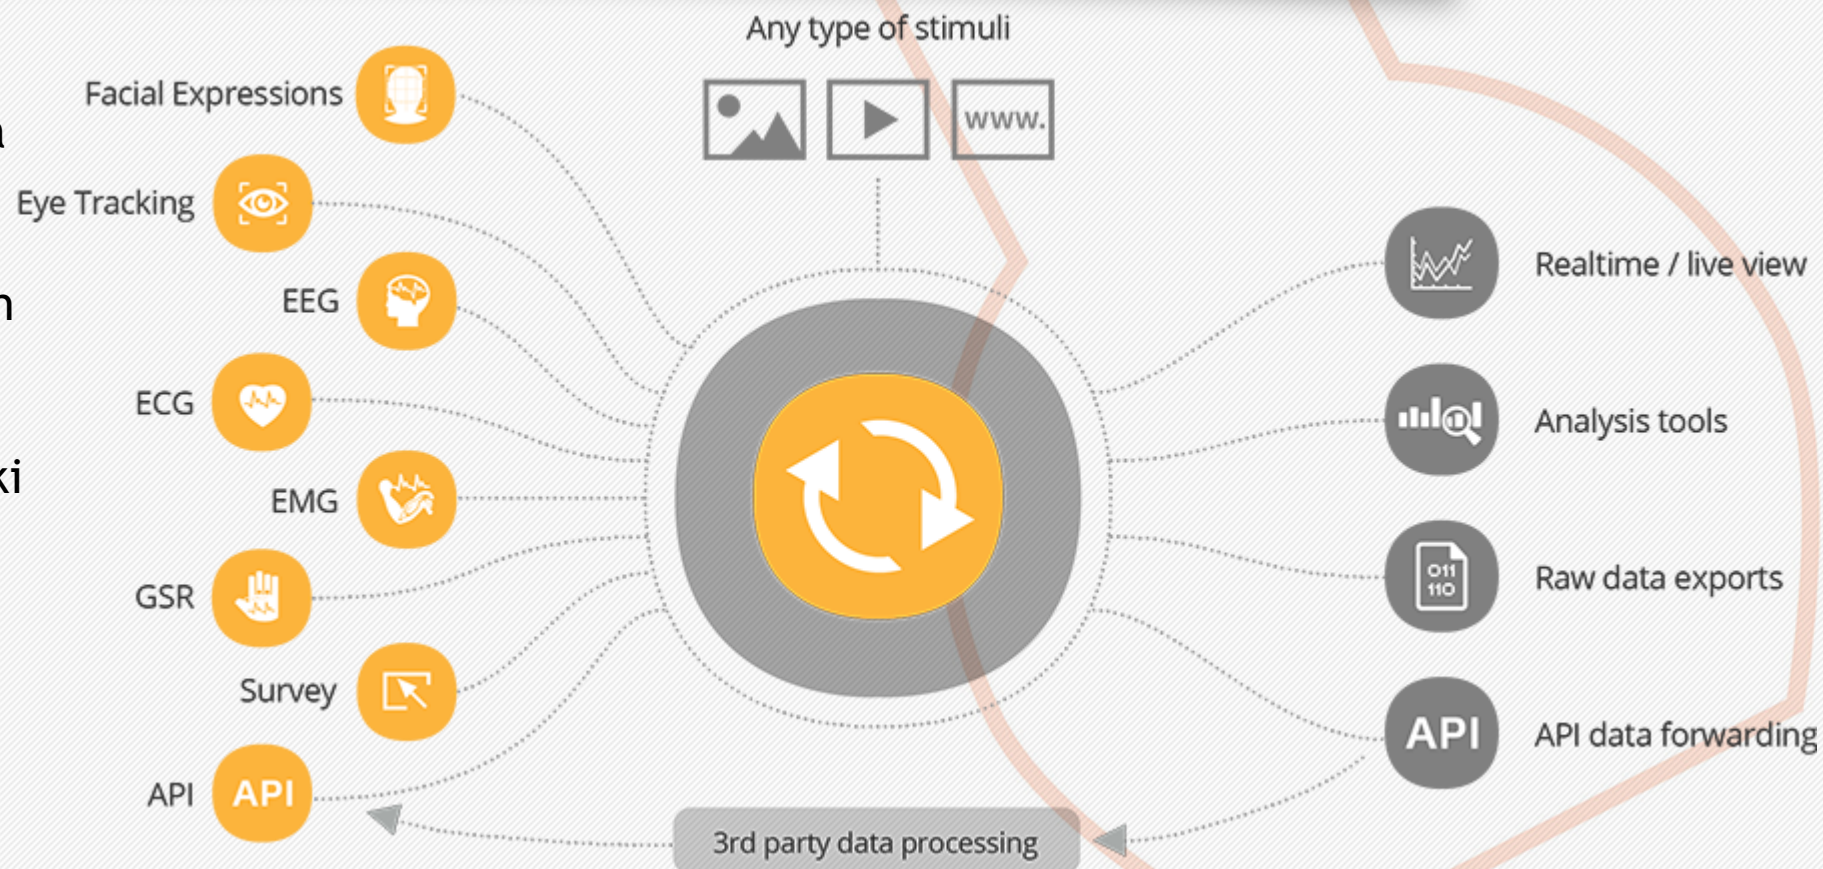 Any type of stimuli
www.
Facial Expressions
Eye Tracking
EEG
ECG
EMG
GSR
Survey
API
API
Realtime / live view
Analysis tools
011
110
Raw data exports
API
API data forwarding
3rd party data processing